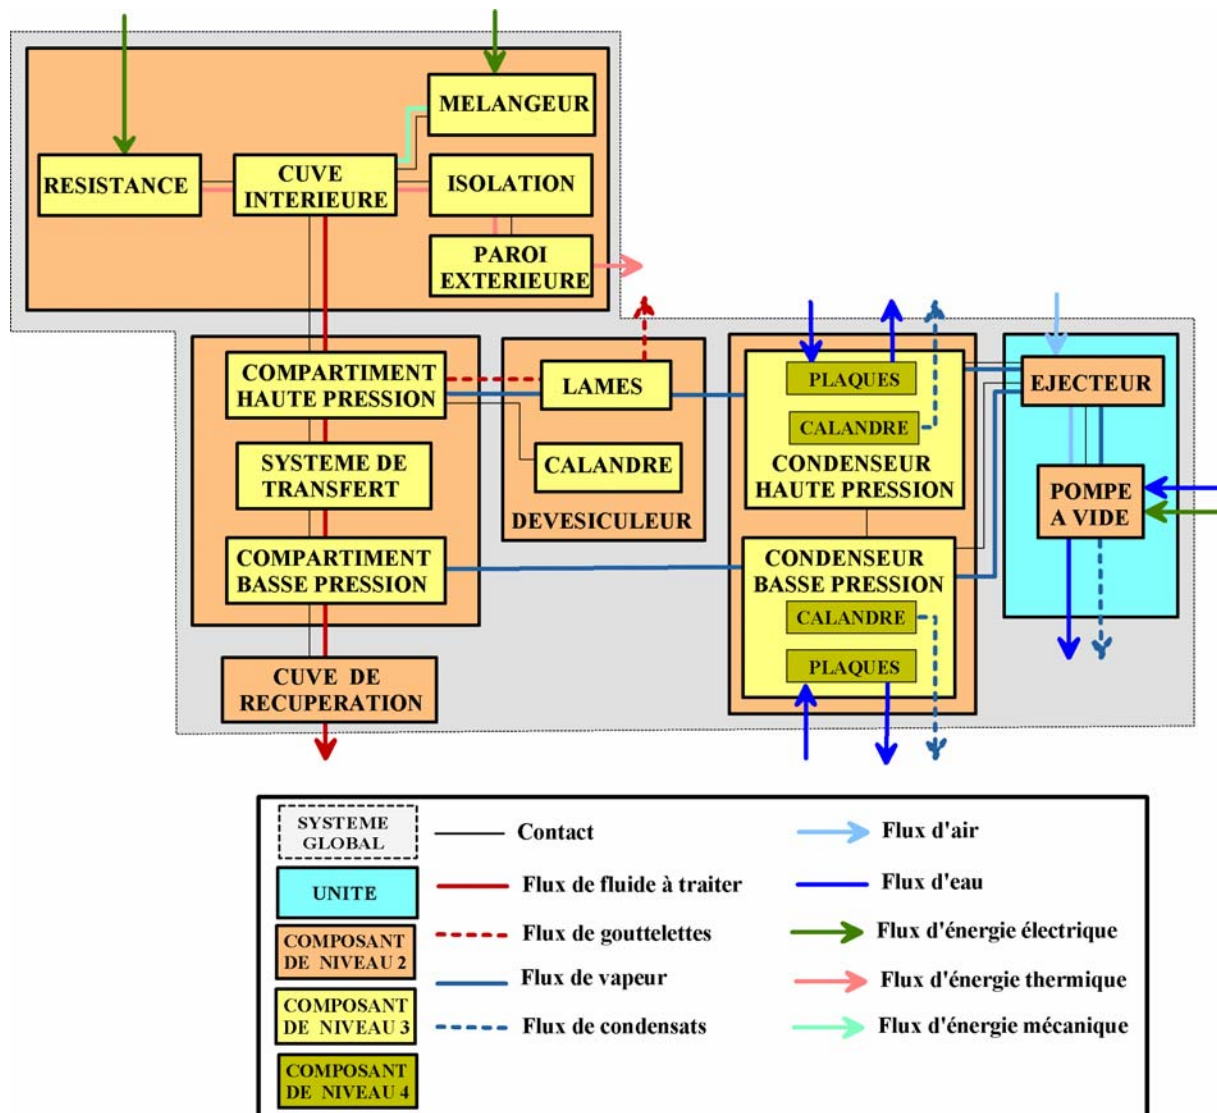 MELANGEUR
RESISTANCE
CUVE
INTERIEURE
ISOLATION
PAROI
EXTERIEURE
COMPARTIMENT
HAUTE PRESSION
LAMES
PLAQUES
EJECTEUR
CALANDRE
SYSTEME DE
TRANSFERT
CALANDRE
CONDENSEUR
HAUTE PRESSION
POMPE
A VIDE
DEVESICULEUR
COMPARTIMENT
BASSE PRESSION
CONDENSEUR
BASSE PRESSION
CALANDRE
PLAQUES
CUVE DE
RECUPERATION
SYSTEME
GLOBAL
Contact
Flux d'air
UNITE
Flux de fluide à traiter
Flux d'eau
COMPOSANT
DE NIVEAU 2
Flux de gouttelettes
Flux d'énergie électrique
COMPOSANT
DE NIVEAU 3
Flux de vapeur
Flux d'énergie thermique
Flux de condensats
Flux d'énergie mécanique
COMPOSANT
DE NIVEAU 4